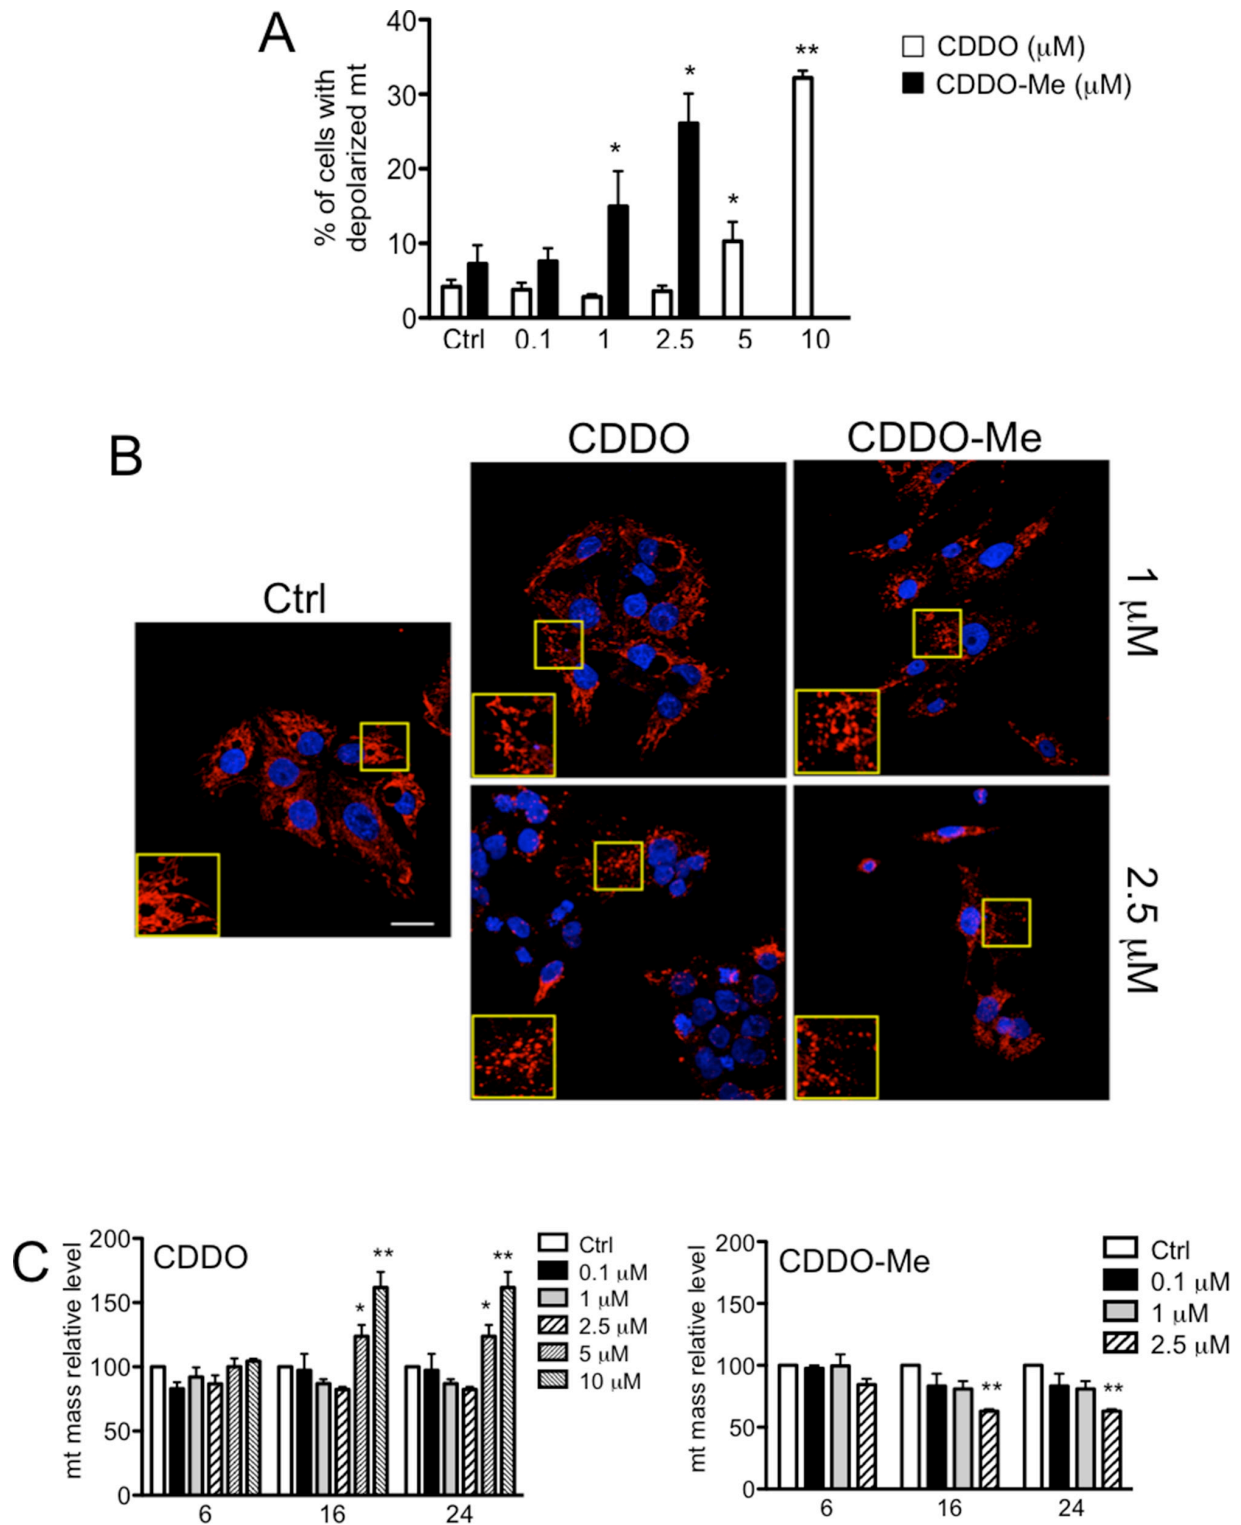 A
% of cells with
depolarized mt
40
30
20
10
0
*
*
*
**
Ctrl 0.1 1 2.5 5 10
CDDO (μM)
CDDO-Me (μM)
B
Ctrl
CDDO
CDDO-Me
1 μM
2.5 μM
C
mt mass relative level
200
150
100
50
0
CDDO
*
**
*
**
6 16 24
Ctrl
0.1 μM
1 μM
2.5 μM
5 μM
10 μM
mt mass relative level
200
150
100
50
0
CDDO-Me
**
**
6 16 24
Ctrl
0.1 μM
1 μM
2.5 μM